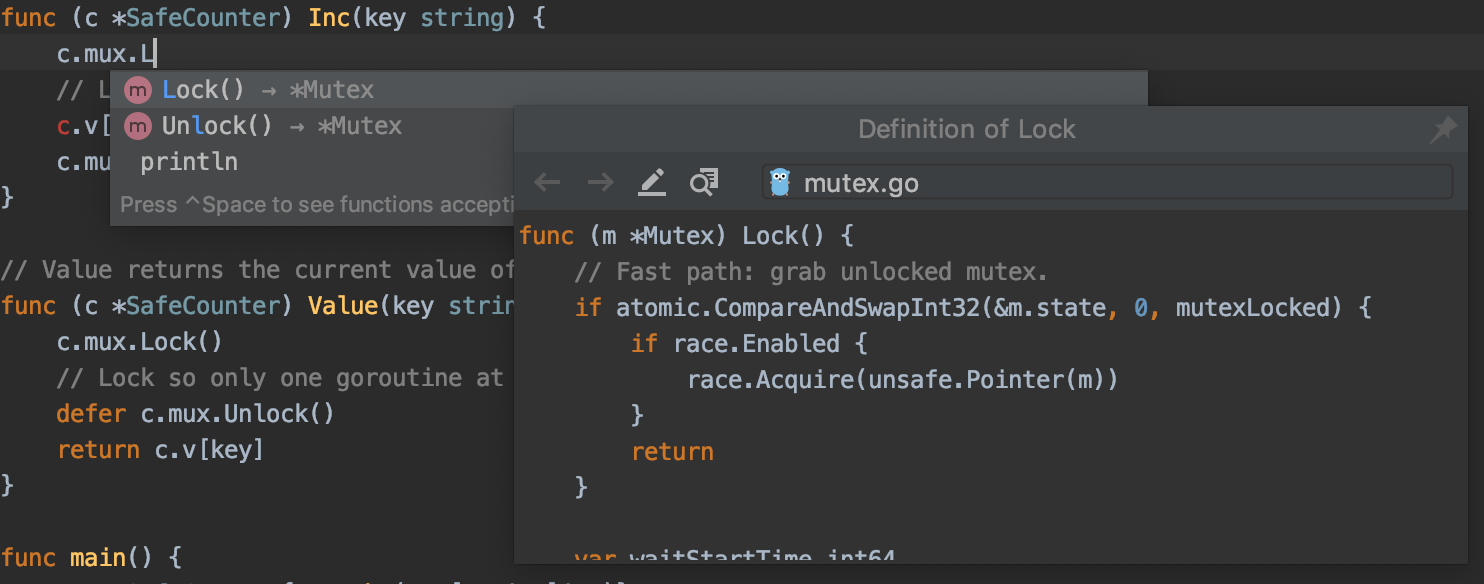 func (c *SafeCounter) Inc(key string) {
c.mux.L
// L
m Lock() → *Mutex
c.v[
m Unlock() → *Mutex
c.mu
println
}
Press ^Space to see functions accepti
// Value returns the current value of
func (c *SafeCounter) Value(key strin
c.mux.Lock()
// Lock so only one goroutine at
defer c.mux.Unlock()
return c.v[key]
}
func main() {
Definition of Lock
mutex.go
func (m *Mutex) Lock() {
// Fast path: grab unlocked mutex.
if atomic.CompareAndSwapInt32(&m.state, 0, mutexLocked) {
if race.Enabled {
race.Acquire(unsafe.Pointer(m))
}
return
}
var waitStartTime int64